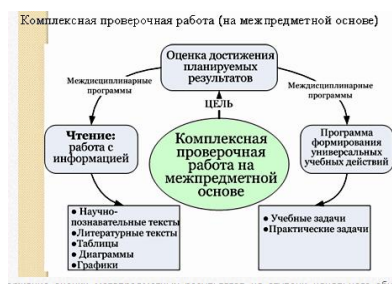 Комплексная проверочная работа (на межпредметной основе)
Оценка достижения
планируемых
результатов
Междисциплинарные
программы
Междисциплинарные
программы
ЦЕЛЬ
Чтение:
работа с
информацией
Комплексная
проверочная
работа на
межпредметной
основе
Программа
формирования
универсальных
учебных действий
● Научно-
познавательные тексты
● Литературные тексты
● Таблицы
● Диаграммы
● Графики
● Учебные задачи
● Практические задачи